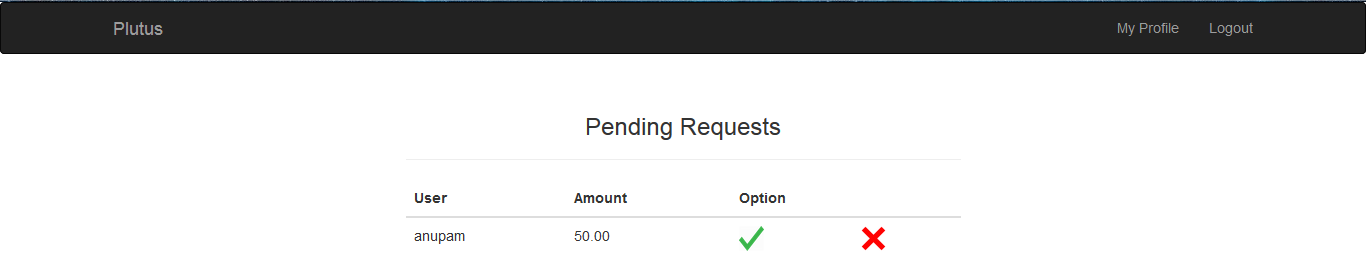 Plutus My Profile Logout
Pending Requests
User Amount Option
anupam 50.00